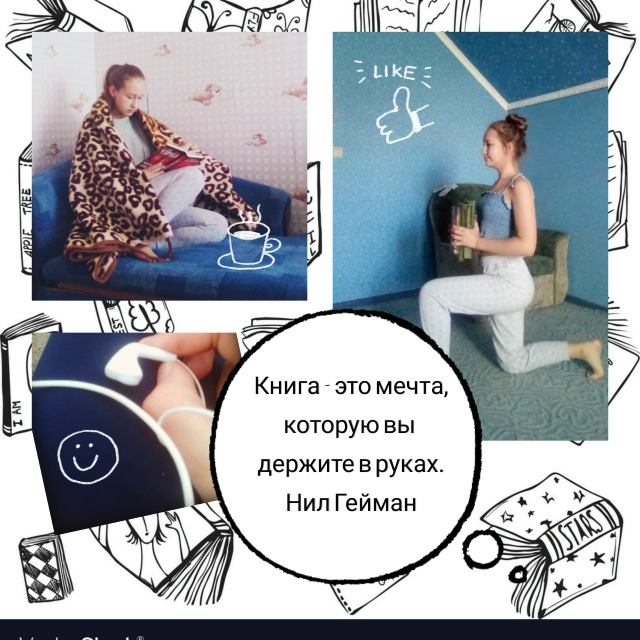 LIKE
APPLE TREE
I AM
Книга - это мечта,
которую вы
держите в руках.
Нил Гейман
STARS